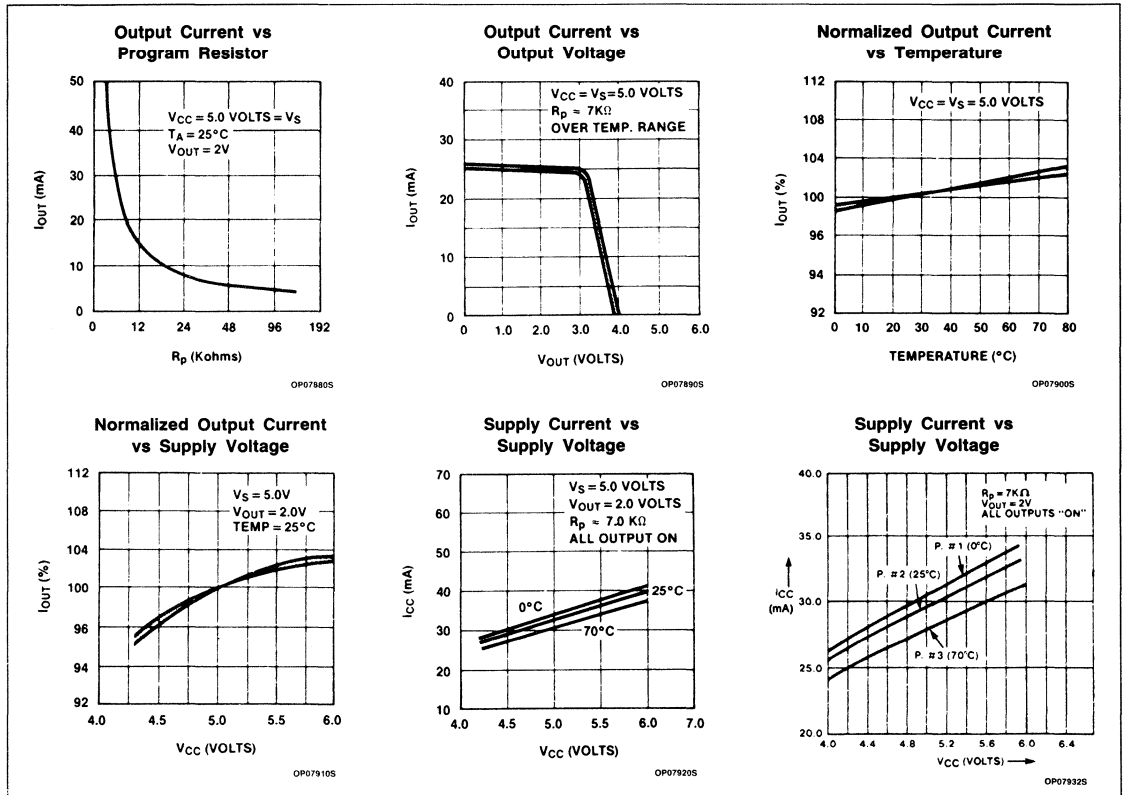 Output Current vs
Program Resistor
50
40
30
20
10
0
IOUT (mA)
VCC = 5.0 VOLTS = VS
TA = 25°C
VOUT = 2V
0 12 24 48 96 192
Rp (Kohms)
OP07880S
Output Current vs
Output Voltage
40
35
30
25
20
15
10
5
0
IOUT (mA)
VCC = VS = 5.0 VOLTS
Rp = 7KΩ
OVER TEMP. RANGE
0 1.0 2.0 3.0 4.0 5.0 6.0
VOUT (VOLTS)
OP07890S
Normalized Output Current
vs Temperature
112
108
104
100
96
94
92
IOUT (%)
VCC = VS = 5.0 VOLTS
0 10 20 30 40 50 60 70 80
TEMPERATURE (°C)
OP07900S
Normalized Output Current
vs Supply Voltage
112
108
104
100
96
94
92
IOUT (%)
VS = 5.0V
VOUT = 2.0V
TEMP = 25°C
4.0 4.5 5.0 5.5 6.0
VCC (VOLTS)
OP07910S
Supply Current vs
Supply Voltage
70
60
50
40
30
20
10
ICC (mA)
VS = 5.0 VOLTS
VOUT = 2.0 VOLTS
Rp = 7.0 KΩ
ALL OUTPUT ON
0°C
25°C
70°C
4.0 4.5 5.0 5.5 6.0 7.0
VCC (VOLTS)
OP07920S
Supply Current vs
Supply Voltage
40.0
35.0
30.0
25.0
20.0
ICC
(mA)
Rp = 7KΩ
VOUT = 2V
ALL OUTPUTS "ON"
P. #1 (0°C)
P. #2 (25°C)
P. #3 (70°C)
4.0 4.4 4.8 5.2 5.6 6.0 6.4
VCC (VOLTS)
OP07932S